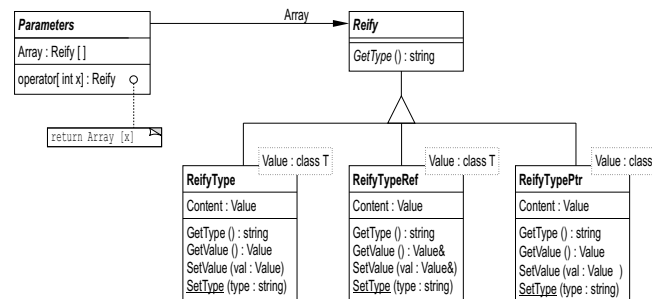 Parameters
Array : Reify [ ]
operator[ int x] : Reify
return Array [x]
Array
Reify
GetType () : string
Value : class T
ReifyType
Content : Value
GetType () : string
GetValue () : Value
SetValue (val : Value)
SetType (type : string)
Value : class T
ReifyTypeRef
Content : Value
GetType () : string
GetValue () : Value&
SetValue (val : Value&)
SetType (type : string)
Value : class
ReifyTypePtr
Content : Value
GetType () : string
GetValue () : Value
SetValue (val : Value )
SetType (type : string)